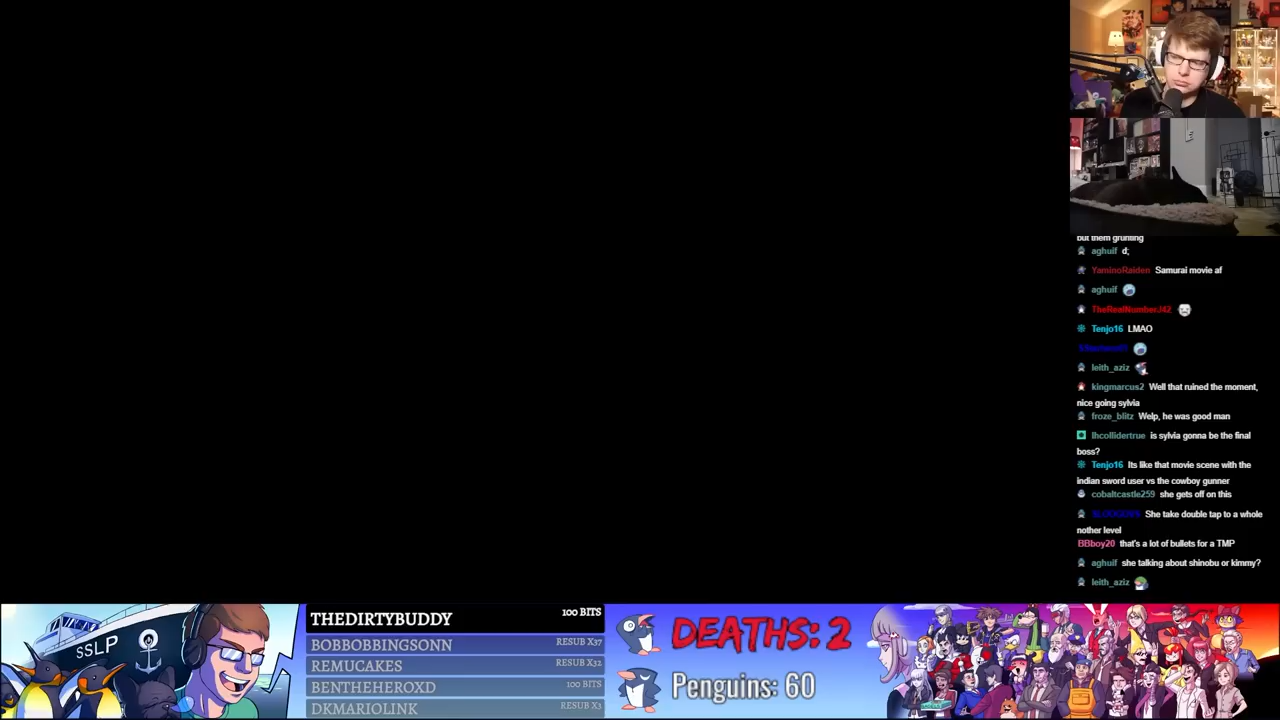 but them grunting
aghuif d;
YaminoRaiden Samurai movie af
aghuif
TheRealNumberJ42
Tenjo16 LMAO
leith_aziz
kingmarcus2 Well that ruined the moment,
nice going sylvia
froze_blitz Welp, he was good man
lhcollidertrue is sylvia gonna be the final
boss?
Tenjo16 Its like that movie scene with the
indian sword user vs the cowboy gunner
cobaltcastle259 she gets off on this
She take double tap to a whole
nother level
BBboy20 that's a lot of bullets for a TMP
aghuif she talking about shinobu or kimmy?
leith_aziz
SSLP
THEDIRTYBUDDY 100 BITS
BOBBOBBINGSONN RESUB X37
REMUCAKES RESUB X32
BENTHEHEROXD 100 BITS
DKMARIOLINK RESUB X3
DEATHS: 2
Penguins: 60